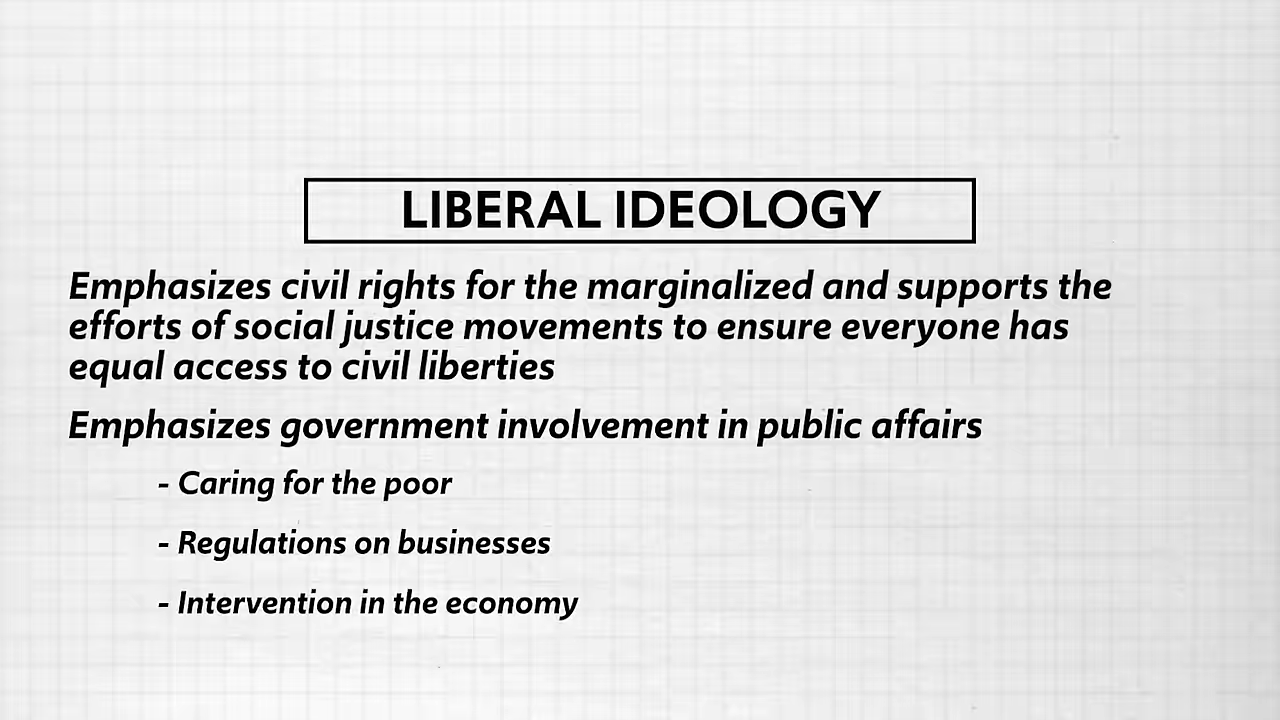 LIBERAL IDEOLOGY
Emphasizes civil rights for the marginalized and supports the
efforts of social justice movements to ensure everyone has
equal access to civil liberties
Emphasizes government involvement in public affairs
- Caring for the poor
- Regulations on businesses
- Intervention in the economy